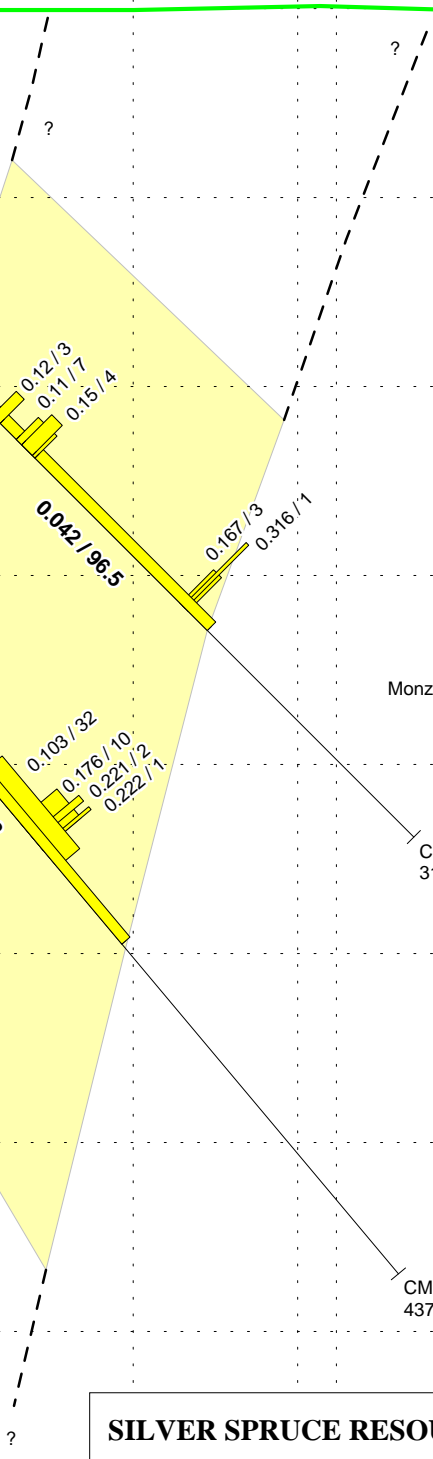 ?
?
0.12 / 3
0.11 / 7
0.15 / 4
0.042 / 96.5
0.167 / 3
0.316 / 1
Monz
0.103 / 32
0.176 / 10
0.221 / 2
0.222 / 1
C
31
CM
437
SILVER SPRUCE RESOU
?